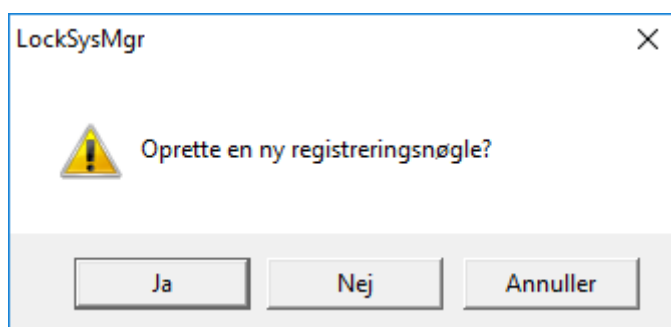 LockSysMgr
Oprette en ny registreringsnøgle?
Ja
Nej
Annuller